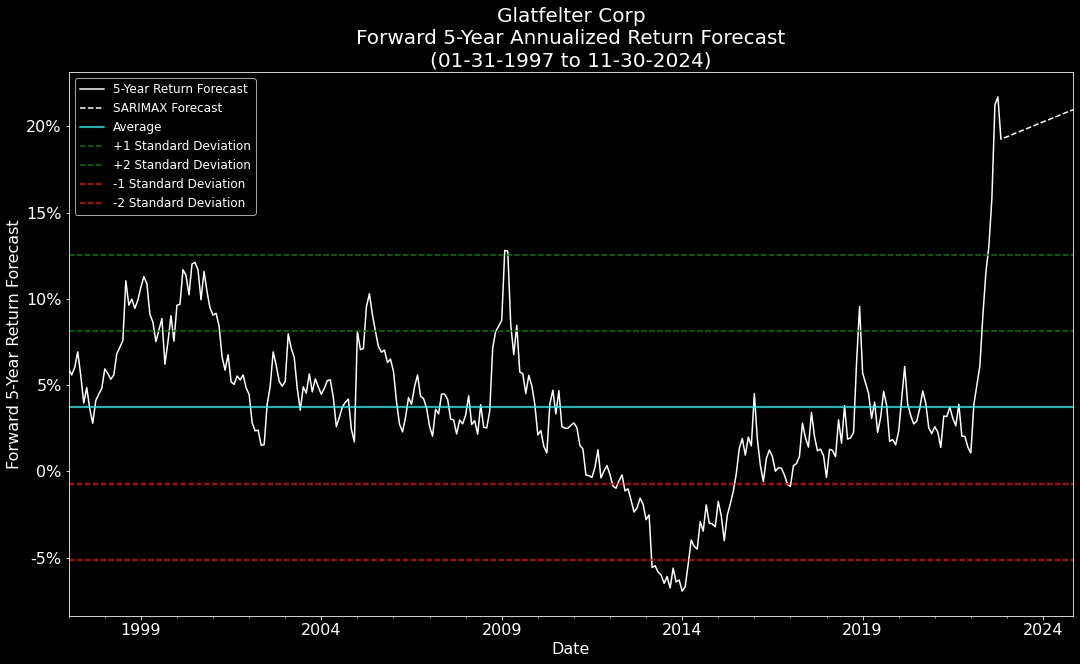 Glatfelter Corp
Forward 5-Year Annualized Return Forecast
(01-31-1997 to 11-30-2024)
5-Year Return Forecast
SARIMAX Forecast
Average
+1 Standard Deviation
+2 Standard Deviation
-1 Standard Deviation
-2 Standard Deviation
Forward 5-Year Return Forecast
20%
15%
10%
5%
0%
-5%
1999
2004
2009
2014
2019
2024
Date